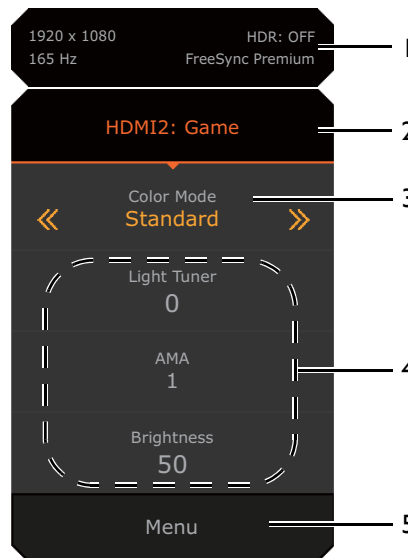 1920 x 1080 HDR: OFF
165 Hz FreeSync Premium
HDMI2: Game
2
Color Mode
Standard
3
Light Tuner
0
AMA
1
4
Brightness
50
Menu
5